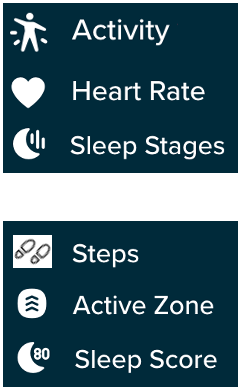 Activity
Heart Rate
Sleep Stages
Steps
Active Zone
80 Sleep Score